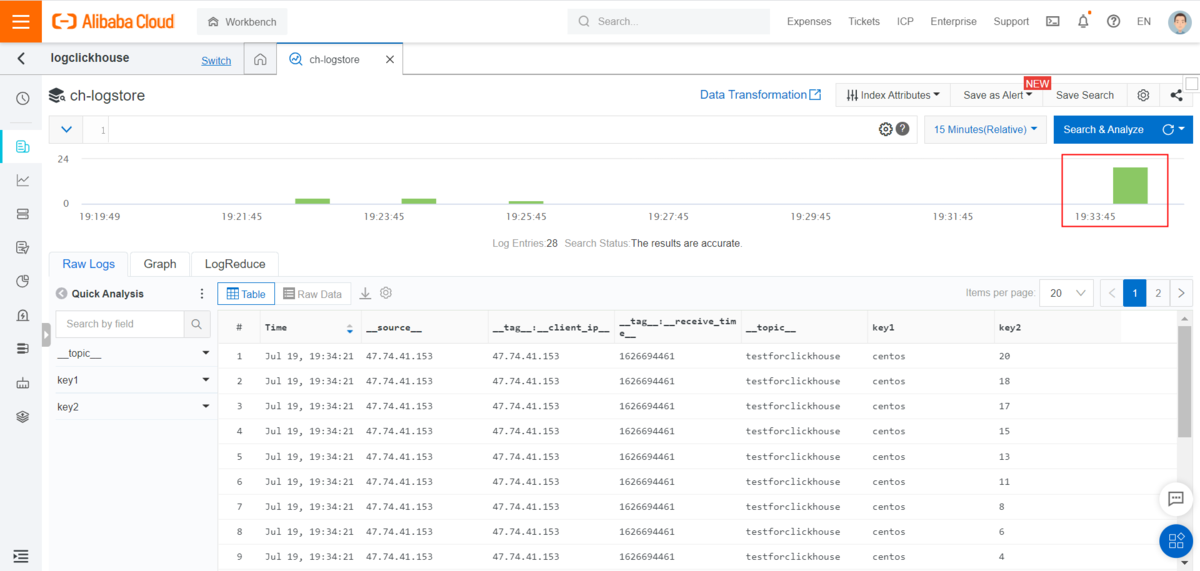 Alibaba Cloud Workbench Search... Expenses Tickets ICP Enterprise Support EN
logclickhouse Switch ch-logstore
ch-logstore Data Transformation Index Attributes Save as Alert NEW Save Search
1 15 Minutes(Relative) Search & Analyze
24
0
19:19:49 19:21:45 19:23:45 19:25:45 19:27:45 19:29:45 19:31:45 19:33:45
Log Entries:28 Search Status:The results are accurate.
Raw Logs Graph LogReduce
Quick Analysis Table Raw Data Items per page: 20 1 2
Search by field
__topic__
key1
key2
# Time __source__ __tag__:__client_ip__ __tag__:__receive_time__ __topic__ key1 key2
1 Jul 19, 19:34:21 47.74.41.153 47.74.41.153 1626694461 testforclickhouse centos 20
2 Jul 19, 19:34:21 47.74.41.153 47.74.41.153 1626694461 testforclickhouse centos 18
3 Jul 19, 19:34:21 47.74.41.153 47.74.41.153 1626694461 testforclickhouse centos 17
4 Jul 19, 19:34:21 47.74.41.153 47.74.41.153 1626694461 testforclickhouse centos 15
5 Jul 19, 19:34:21 47.74.41.153 47.74.41.153 1626694461 testforclickhouse centos 13
6 Jul 19, 19:34:21 47.74.41.153 47.74.41.153 1626694461 testforclickhouse centos 11
7 Jul 19, 19:34:21 47.74.41.153 47.74.41.153 1626694461 testforclickhouse centos 8
8 Jul 19, 19:34:21 47.74.41.153 47.74.41.153 1626694461 testforclickhouse centos 6
9 Jul 19, 19:34:21 47.74.41.153 47.74.41.153 1626694461 testforclickhouse centos 4